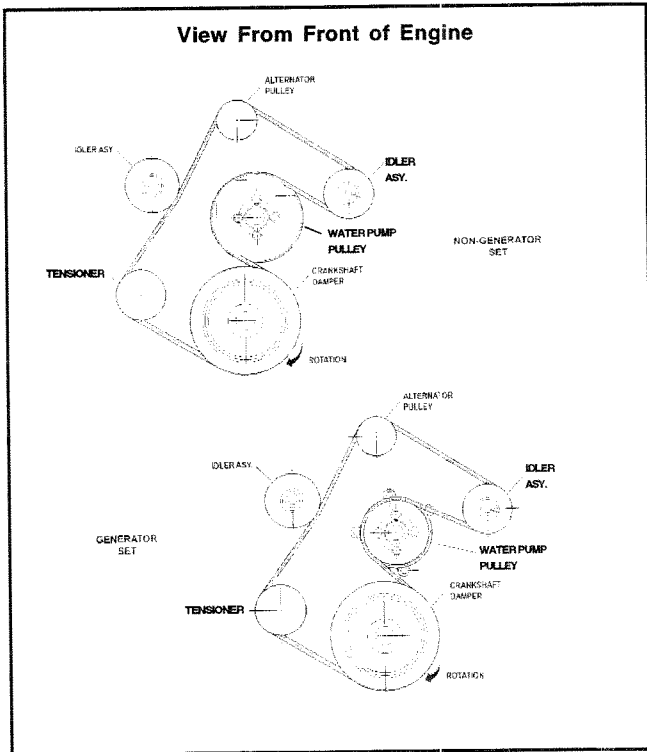 View From Front of Engine
ALTERNATOR
PULLEY
IDLER ASY
IDLER
ASY.
WATER PUMP
PULLEY
NON-GENERATOR
SET
TENSIONER
CRANKSHAFT
DAMPER
ROTATION
ALTERNATOR
PULLEY
IDLER ASY.
IDLER
ASY.
GENERATOR
SET
WATER PUMP
PULLEY
CRANKSHAFT
DAMPER
TENSIONER
ROTATION